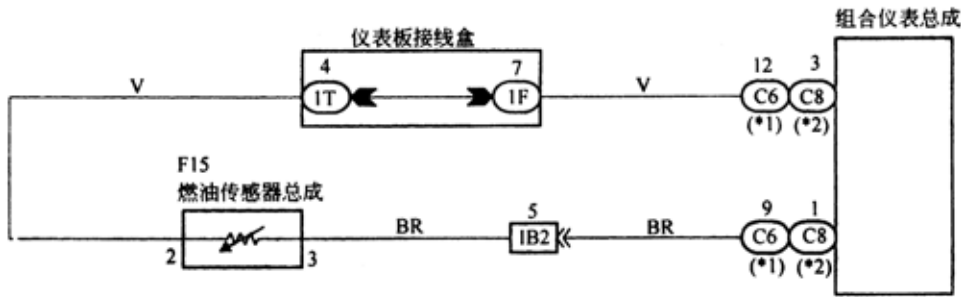 组合仪表总成
仪表板接线盒
4 7 12 3
V 1T 1F V C6 C8
(*1) (*2)
F15
燃油传感器总成
5 9 1
BR IB2 BR C6 C8
2 3 (*1) (*2)